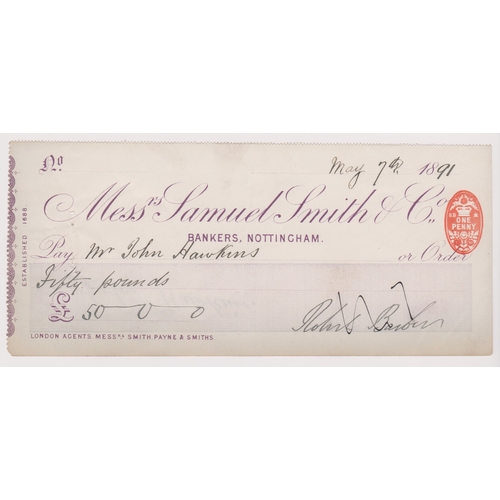 No.
May 7th 1891
Messrs Samuel Smith & Co.
BANKERS, NOTTINGHAM.
ONE PENNY
Pay Mr John Hawkins or Order
Fifty pounds
£ 50 - 0 - 0
LONDON AGENTS. MESSRS SMITH. PAYNE & SMITHS.
ESTABLISHED 1688